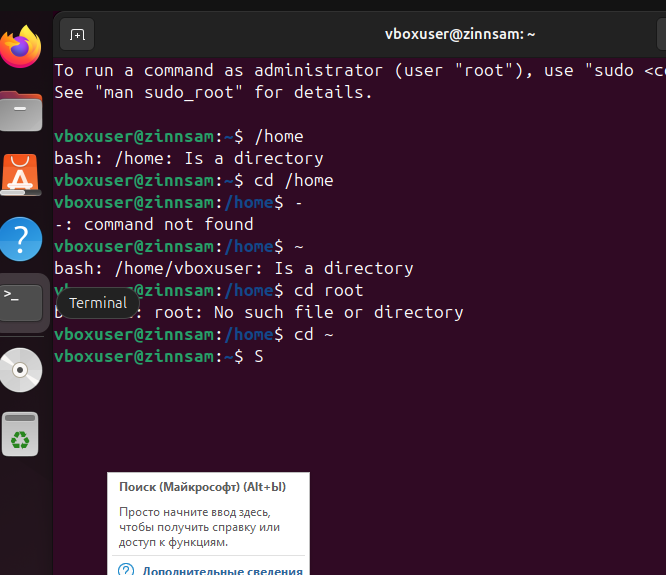 vboxuser@zinnsam: ~
To run a command as administrator (user "root"), use "sudo
See "man sudo_root" for details.
vboxuser@zinnsam:~$ /home
bash: /home: Is a directory
vboxuser@zinnsam:~$ cd /home
vboxuser@zinnsam:/home$ -
-: command not found
vboxuser@zinnsam:/home$ ~
bash: /home/vboxuser: Is a directory
vboxuser@zinnsam:/home$ cd root
Terminal
root: No such file or directory
vboxuser@zinnsam:/home$ cd ~
vboxuser@zinnsam:~$ S
Поиск (Майкрософт) (Alt+Ы)
Просто начните ввод здесь,
чтобы получить справку или
доступ к функциям.
Дополнительные сведения